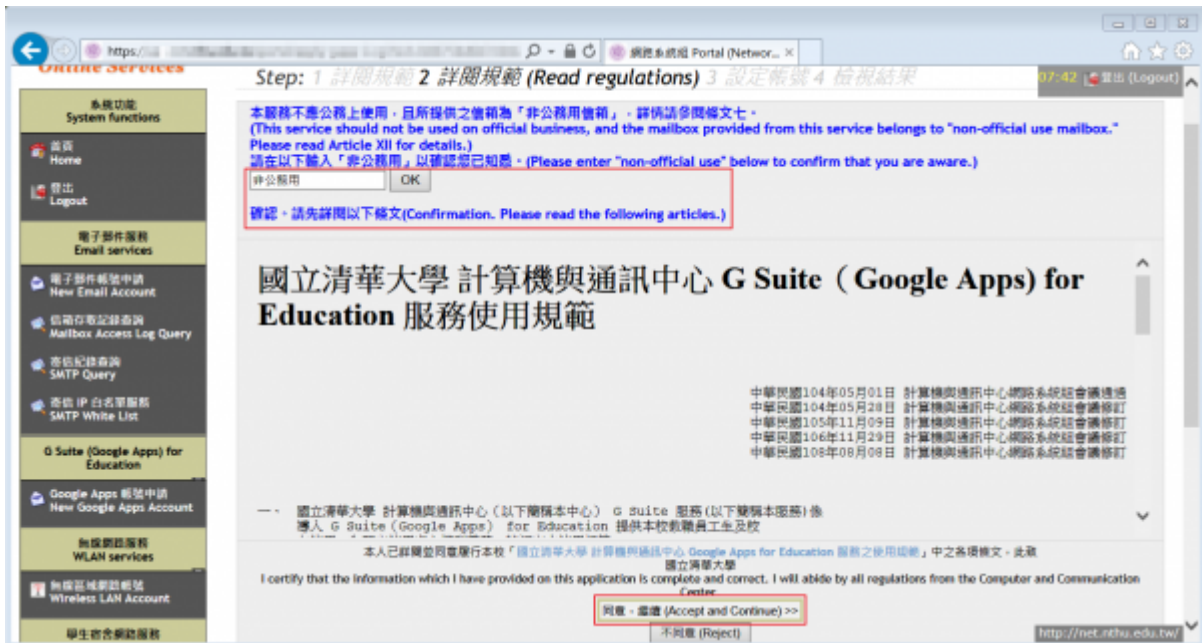 https:/
網路系統組 Portal (Networ...
Online Services
Step: 1 詳閱規範 2 詳閱規範 (Read regulations) 3 設定帳號 4 檢視結果
07:42 登出 (Logout)
系統功能
System functions
首頁
Home
登出
Logout
電子郵件服務
Email services
電子郵件帳號申請
New Email Account
信箱存取記錄查詢
Mailbox Access Log Query
寄信紀錄查詢
SMTP Query
寄信 IP 白名單服務
SMTP White List
G Suite (Google Apps) for
Education
Google Apps 帳號申請
New Google Apps Account
無線網路服務
WLAN services
無線區域網路帳號
Wireless LAN Account
學生宿舍網路服務
本服務不應公務上使用，且所提供之信箱為「非公務用信箱」，詳情請參閱條文七。
(This service should not be used on official business, and the mailbox provided from this service belongs to "non-official use mailbox."
Please read Article XII for details.)
請在以下輸入「非公務用」以確認您已知悉。(Please enter "non-official use" below to confirm that you are aware.)
非公務用 OK
確認，請先詳閱以下條文(Confirmation. Please read the following articles.)
國立清華大學 計算機與通訊中心 G Suite（Google Apps) for
Education 服務使用規範
中華民國104年05月01日 計算機與通訊中心網路系統組會議通過
中華民國104年05月28日 計算機與通訊中心網路系統組會議修訂
中華民國105年11月09日 計算機與通訊中心網路系統組會議修訂
中華民國106年11月29日 計算機與通訊中心網路系統組會議修訂
中華民國108年08月08日 計算機與通訊中心網路系統組會議修訂
一、 國立清華大學 計算機與通訊中心（以下簡稱本中心） G Suite 服務(以下簡稱本服務)係
導入 G Suite（Google Apps） for Education 提供本校教職員工生及校
本人已詳閱並同意履行本校「國立清華大學 計算機與通訊中心 Google Apps for Education 服務之使用規範」中之各項條文，此致
國立清華大學
I certify that the information which I have provided on this application is complete and correct. I will abide by all regulations from the Computer and Communication
Center
同意，繼續 (Accept and Continue) >>
不同意 (Reject)
http://net.nthu.edu.tw/